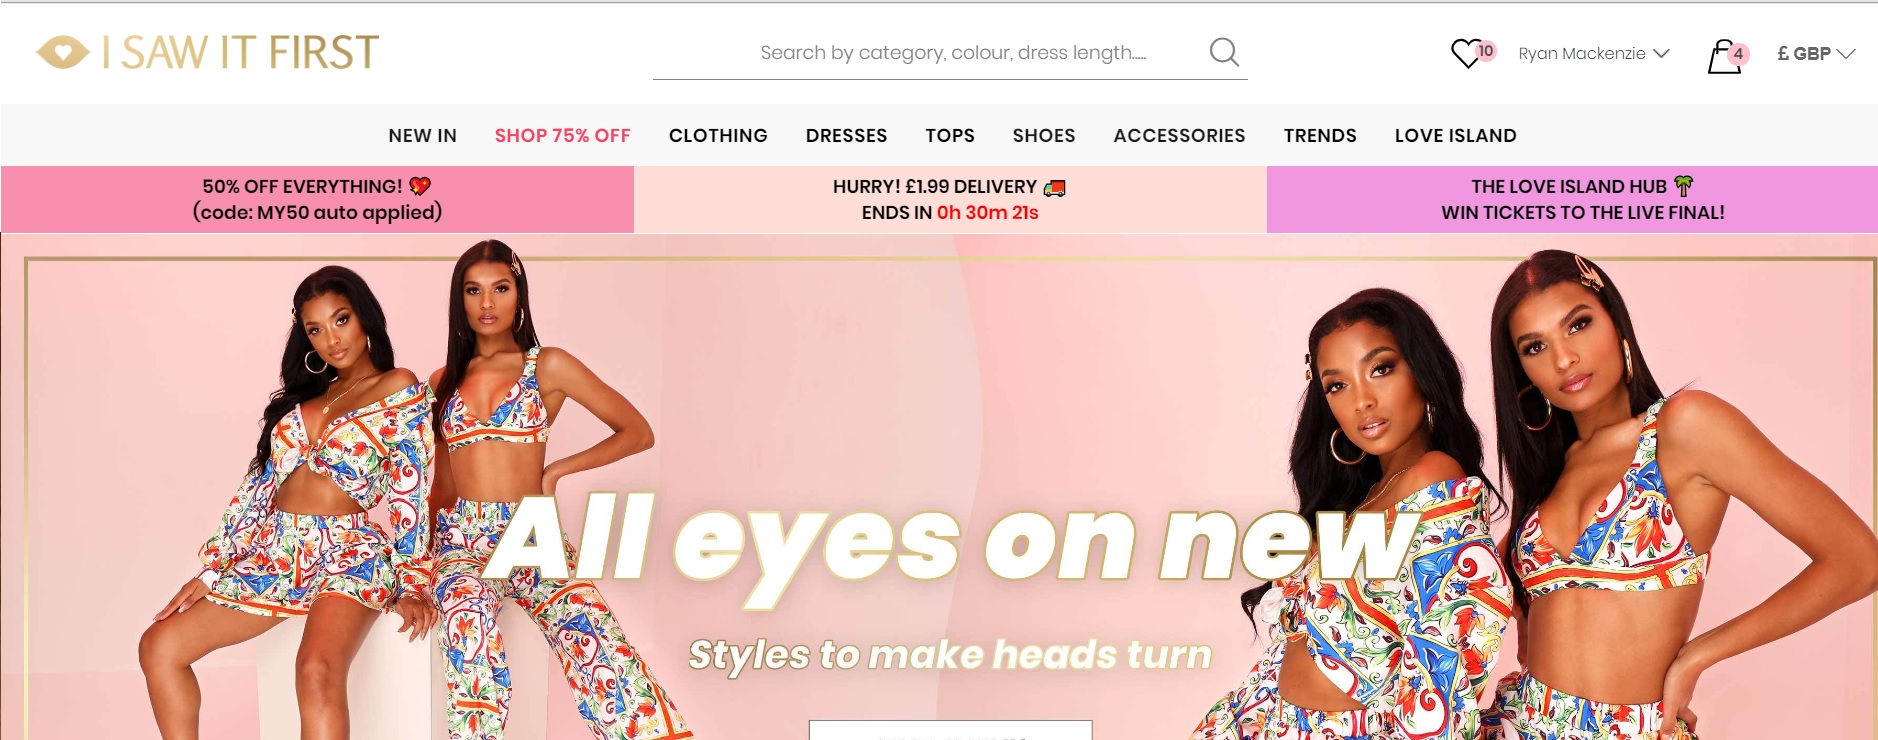 I SAW IT FIRST
Search by category, colour, dress length.....
10
Ryan Mackenzie
4
£ GBP
NEW IN SHOP 75% OFF CLOTHING DRESSES TOPS SHOES ACCESSORIES TRENDS LOVE ISLAND
50% OFF EVERYTHING! 💖
(code: MY50 auto applied)
HURRY! £1.99 DELIVERY 🚚
ENDS IN 0h 30m 21s
THE LOVE ISLAND HUB 🌴
WIN TICKETS TO THE LIVE FINAL!
All eyes on new
Styles to make heads turn